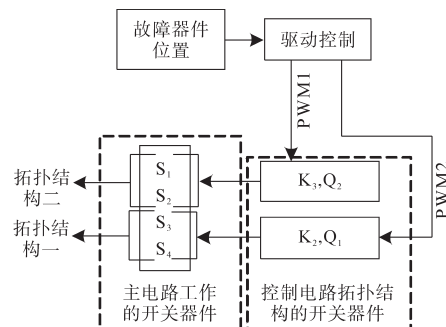 故障器件
位置
驱动控制
PWM1
PWM2
拓扑结
构二
拓扑结
构一
S₁
S₂
S₃
S₄
K₃,Q₂
K₂,Q₁
主电路工作
的开关器件
控制电路拓扑结
构的开关器件